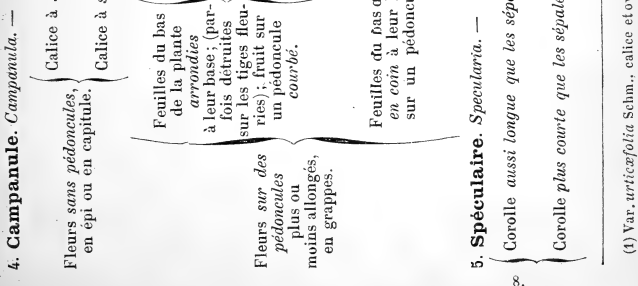 4. Campanule. Campanula. —
Fleurs sans pédoncules,
en épi ou en capitule.
Calice à
Calice à
Fleurs sur des
pédoncules
plus ou
moins allongés,
en grappes.
Feuilles du bas
de la plante
arrondies
à leur base ; (par-
fois détruites
sur les tiges fleu-
ries) ; fruit sur
un pédoncule
courbé.
Feuilles du bas
en coin à leur
sur un pédonc
5. Spéculaire. Specularia. —
Corolle aussi longue que les sépa
Corolle plus courte que les sépale
8.
(1) Var. urticæfolia Schm., calice et ov